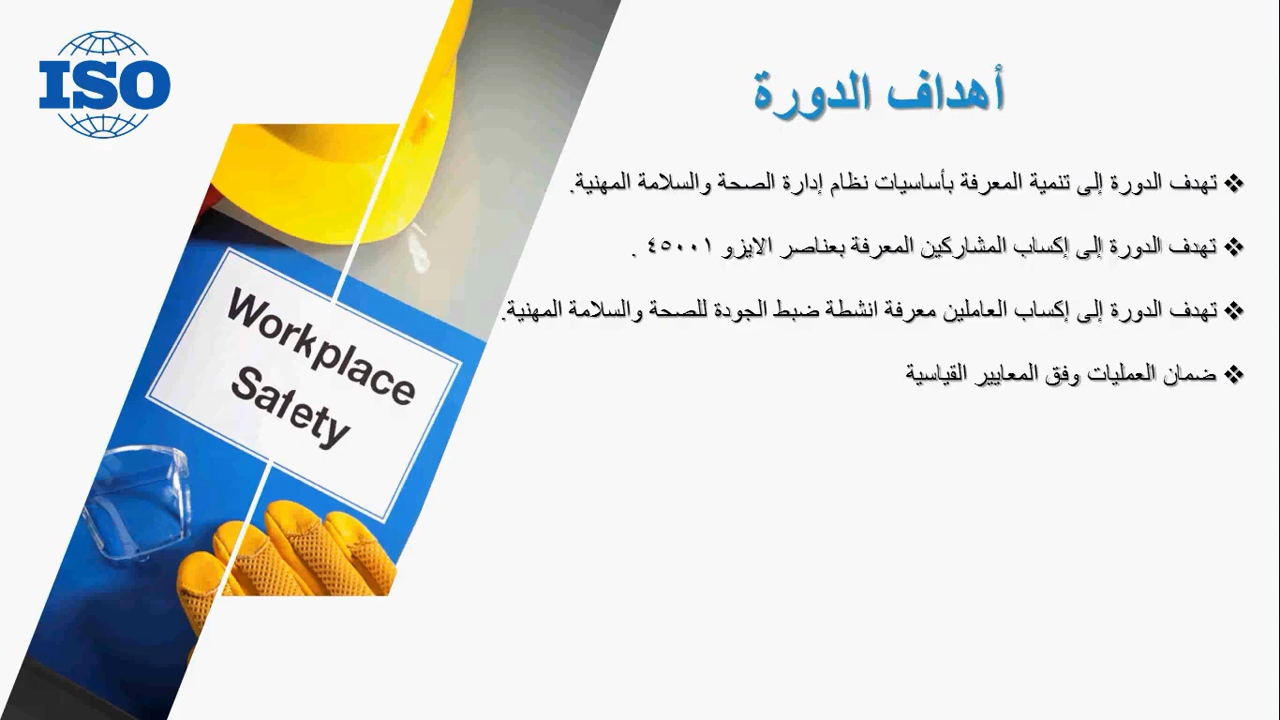 ISO
أهداف الدورة
❖ تهدف الدورة إلى تنمية المعرفة بأساسيات نظام إدارة الصحة والسلامة المهنية.
❖ تهدف الدورة إلى إكساب المشاركين المعرفة بعناصر الايزو ٤٥٠٠١ .
❖ تهدف الدورة إلى إكساب العاملين معرفة انشطة ضبط الجودة للصحة والسلامة المهنية.
❖ ضمان العمليات وفق المعايير القياسية
Workplace
Safety